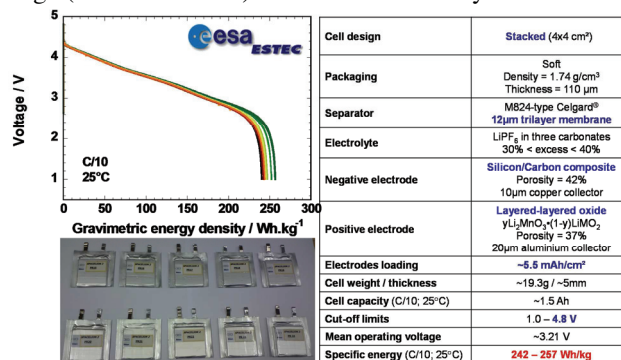 5
4
3
2
1
Voltage / V
esa
ESTEC
C/10
25°C
0
50
100
150
200
250
300
Gravimetric energy density / Wh.kg⁻¹
Cell design
Stacked (4x4 cm²)
Packaging
Soft
Density = 1.74 g/cm³
Thickness = 110 µm
Separator
M824-type Celgard®
12µm trilayer membrane
Electrolyte
LiPF₆ in three carbonates
30% < excess < 40%
Negative electrode
Silicon/Carbon composite
Porosity = 42%
10µm copper collector
Positive electrode
Layered-layered oxide
yLi₂MnO₃•(1-y)LiMO₂
Porosity = 37%
20µm aluminium collector
Electrodes loading
~5.5 mAh/cm²
Cell weight / thickness
~19.3g / ~5mm
Cell capacity (C/10; 25°C)
~1.5 Ah
Cut-off limits
1.0 – 4.8 V
Mean operating voltage
~3.21 V
Specific energy (C/10; 25°C)
242 – 257 Wh/kg